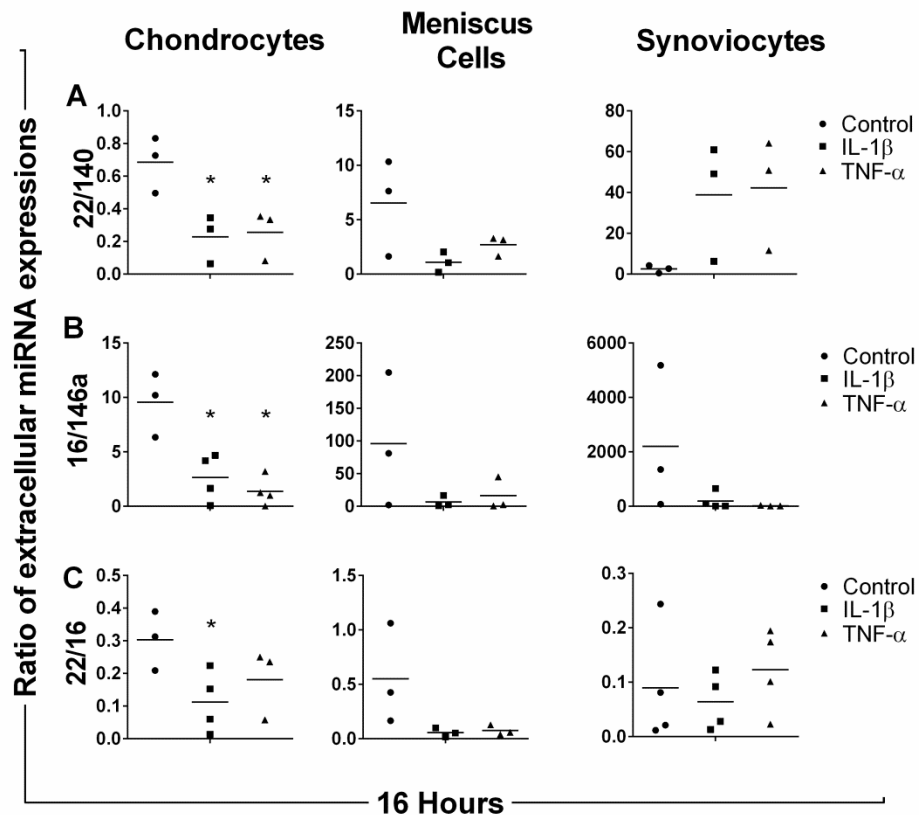 Chondrocytes
Meniscus
Cells
Synoviocytes
Ratio of extracellular miRNA expressions
A
22/140
1.0
0.8
0.6
0.4
0.2
0.0
* *
15
10
5
0
80
60
40
20
0
Control
IL-1β
TNF-α
B
16/146a
15
10
5
0
* *
250
200
150
100
50
0
6000
4000
2000
0
Control
IL-1β
TNF-α
C
22/16
0.5
0.4
0.3
0.2
0.1
0.0
*
1.5
1.0
0.5
0.0
0.3
0.2
0.1
0.0
Control
IL-1β
TNF-α
16 Hours